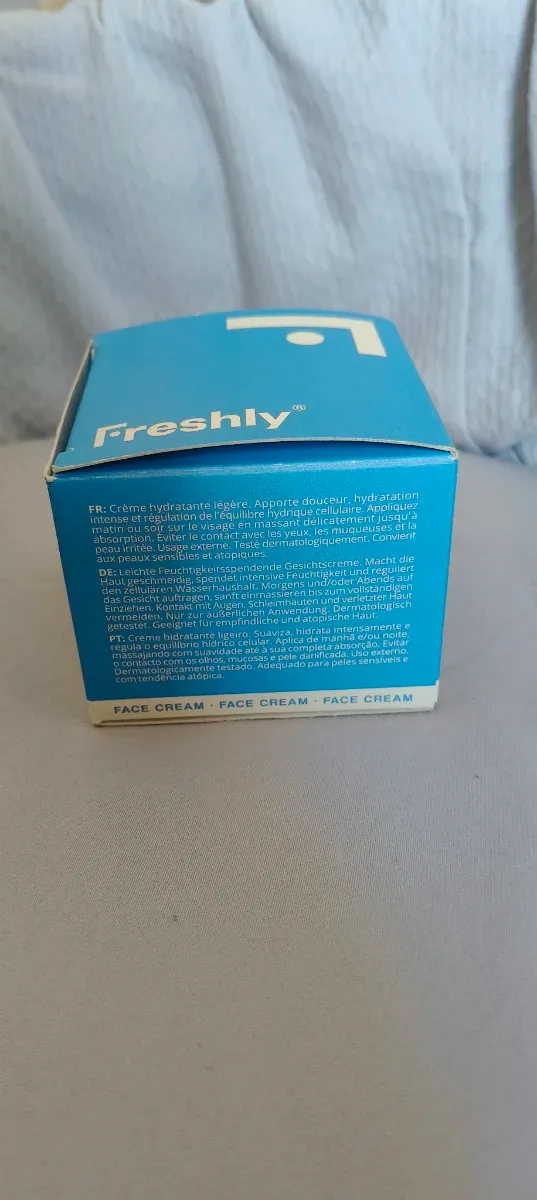 Freshly®
FR: Crème hydratante légère. Apporte douceur, hydratation
intense et régulation de l'équilibre hydrique cellulaire. Appliquez
matin ou soir sur le visage en massant délicatement jusqu'à
absorption. Éviter le contact avec les yeux, les muqueuses et la
peau irritée. Usage externe. Testé dermatologiquement. Convient
aux peaux sensibles et atopiques.
DE: Leichte Feuchtigkeitsspendende Gesichtscreme. Macht die
Haut geschmeidig, spendet intensive Feuchtigkeit und reguliert
den zellulären Wasserhaushalt. Morgens und/oder Abends auf
das Gesicht auftragen, sanft einmassieren bis zum vollständigen
Einziehen. Kontakt mit Augen, Schleimhäuten und verletzter Haut
vermeiden. Nur zur äußerlichen Anwendung. Dermatologisch
getestet. Geeignet für empfindliche und atopische Haut.
PT: Creme hidratante ligeiro. Suaviza, hidrata intensamente e
regula o equilíbrio hídrico celular. Aplica de manhã e/ou noite,
massajando com suavidade até à sua completa absorção. Evitar
o contacto com os olhos, mucosas e pele danificada. Uso externo.
Dermatologicamente testado. Adequado para peles sensíveis e
com tendência atópica.
FACE CREAM · FACE CREAM · FACE CREAM